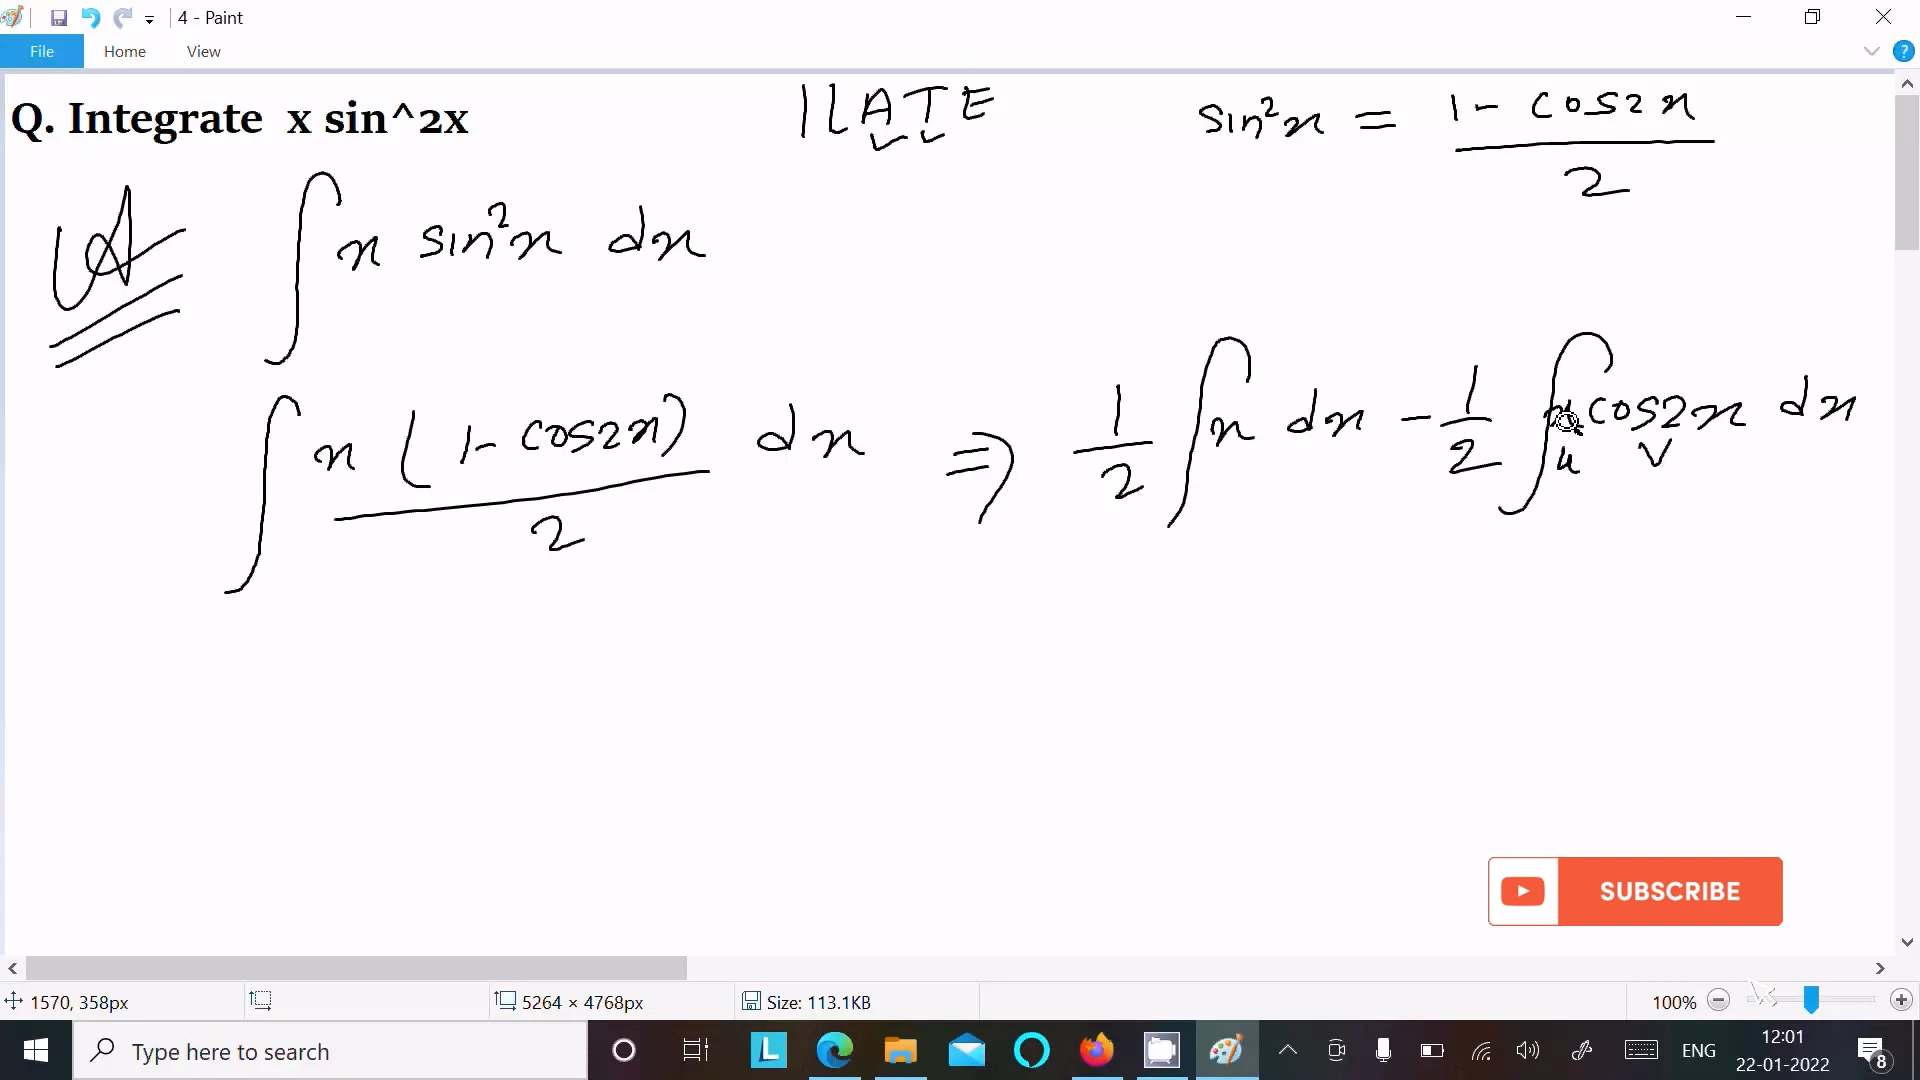 4 - Paint
File Home View
Q. Integrate x sin^2x
ILATE
sin²x = 1 - cos2x / 2
∫ x sin²x dx
∫ x (1 - cos2x) / 2 dx ⇒ 1/2 ∫ x dx - 1/2 ∫ x cos2x dx
u v
SUBSCRIBE
1570, 358px 5264 × 4768px Size: 113.1KB 100%
Type here to search
L
ENG
12:01
22-01-2022
8